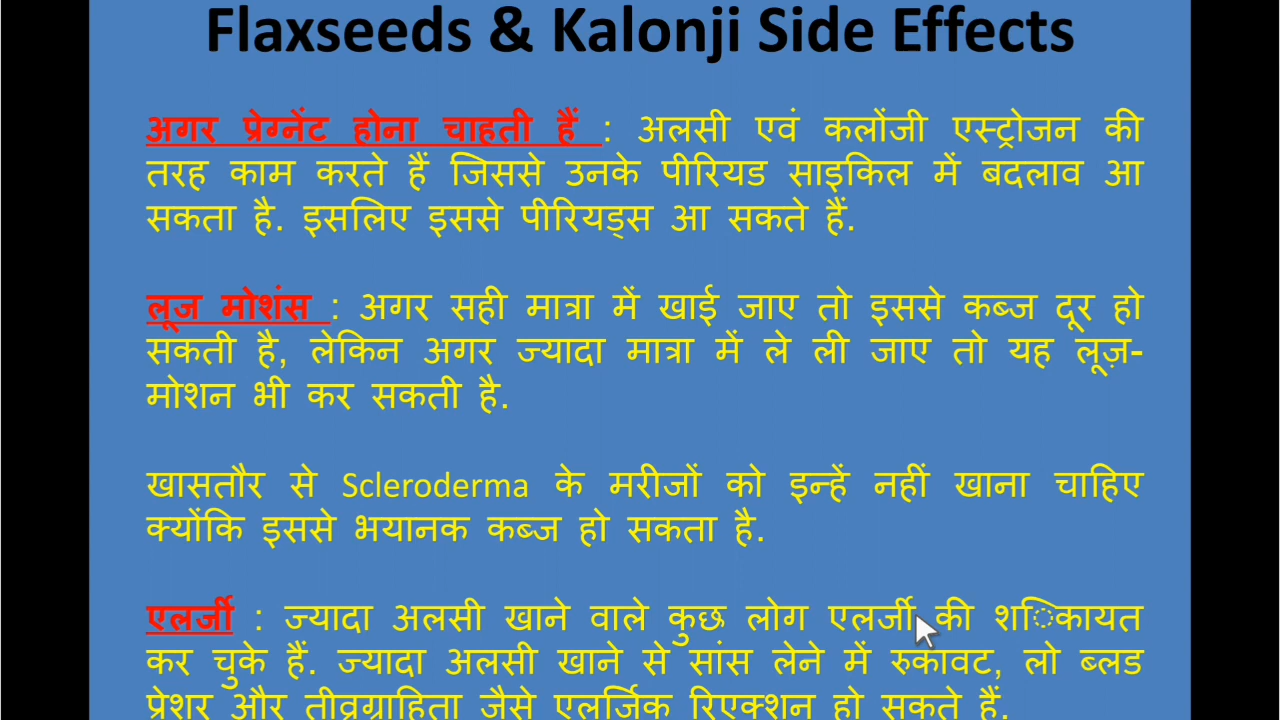 Flaxseeds & Kalonji Side Effects
अगर प्रेग्नेंट होना चाहती हैं : अलसी एवं कलोंजी एस्ट्रोजन की
तरह काम करते हैं जिससे उनके पीरियड साइकिल में बदलाव आ
सकता है. इसलिए इससे पीरियड्स आ सकते हैं.
लूज मोशंस : अगर सही मात्रा में खाई जाए तो इससे कब्ज दूर हो
सकती है, लेकिन अगर ज्यादा मात्रा में ले ली जाए तो यह लूज़-
मोशन भी कर सकती है.
खासतौर से Scleroderma के मरीजों को इन्हें नहीं खाना चाहिए
क्योंकि इससे भयानक कब्ज हो सकता है.
एलर्जी : ज्यादा अलसी खाने वाले कुछ लोग एलर्जी की श​िकायत
कर चुके हैं. ज्यादा अलसी खाने से सांस लेने में रुकावट, लो ब्लड
प्रेशर और तीव्रग्राहिता जैसे एलर्जिक रिएक्शन हो सकते हैं.